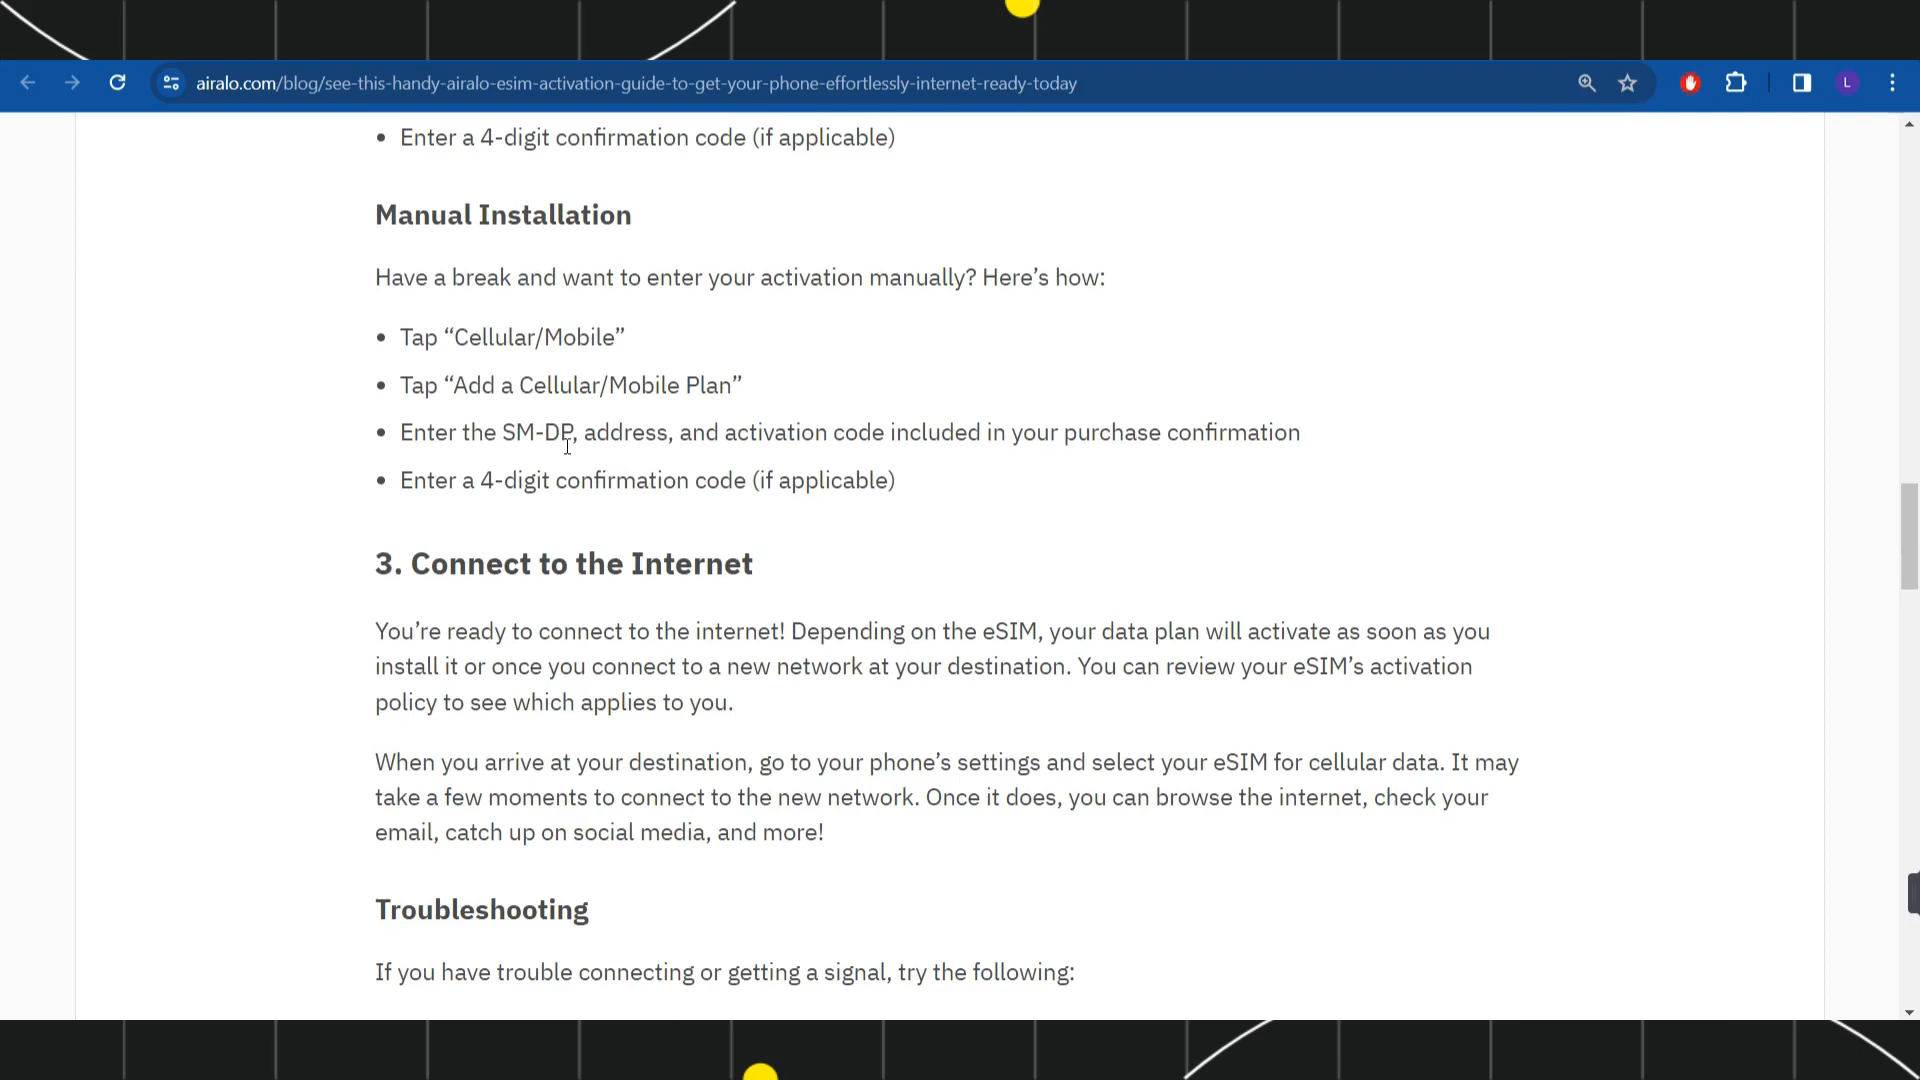 airalo.com/blog/see-this-handy-airalo-esim-activation-guide-to-get-your-phone-effortlessly-internet-ready-today
L
• Enter a 4-digit confirmation code (if applicable)
Manual Installation
Have a break and want to enter your activation manually? Here’s how:
• Tap “Cellular/Mobile”
• Tap “Add a Cellular/Mobile Plan”
• Enter the SM-DP, address, and activation code included in your purchase confirmation
• Enter a 4-digit confirmation code (if applicable)
3. Connect to the Internet
You’re ready to connect to the internet! Depending on the eSIM, your data plan will activate as soon as you
install it or once you connect to a new network at your destination. You can review your eSIM’s activation
policy to see which applies to you.
When you arrive at your destination, go to your phone’s settings and select your eSIM for cellular data. It may
take a few moments to connect to the new network. Once it does, you can browse the internet, check your
email, catch up on social media, and more!
Troubleshooting
If you have trouble connecting or getting a signal, try the following: